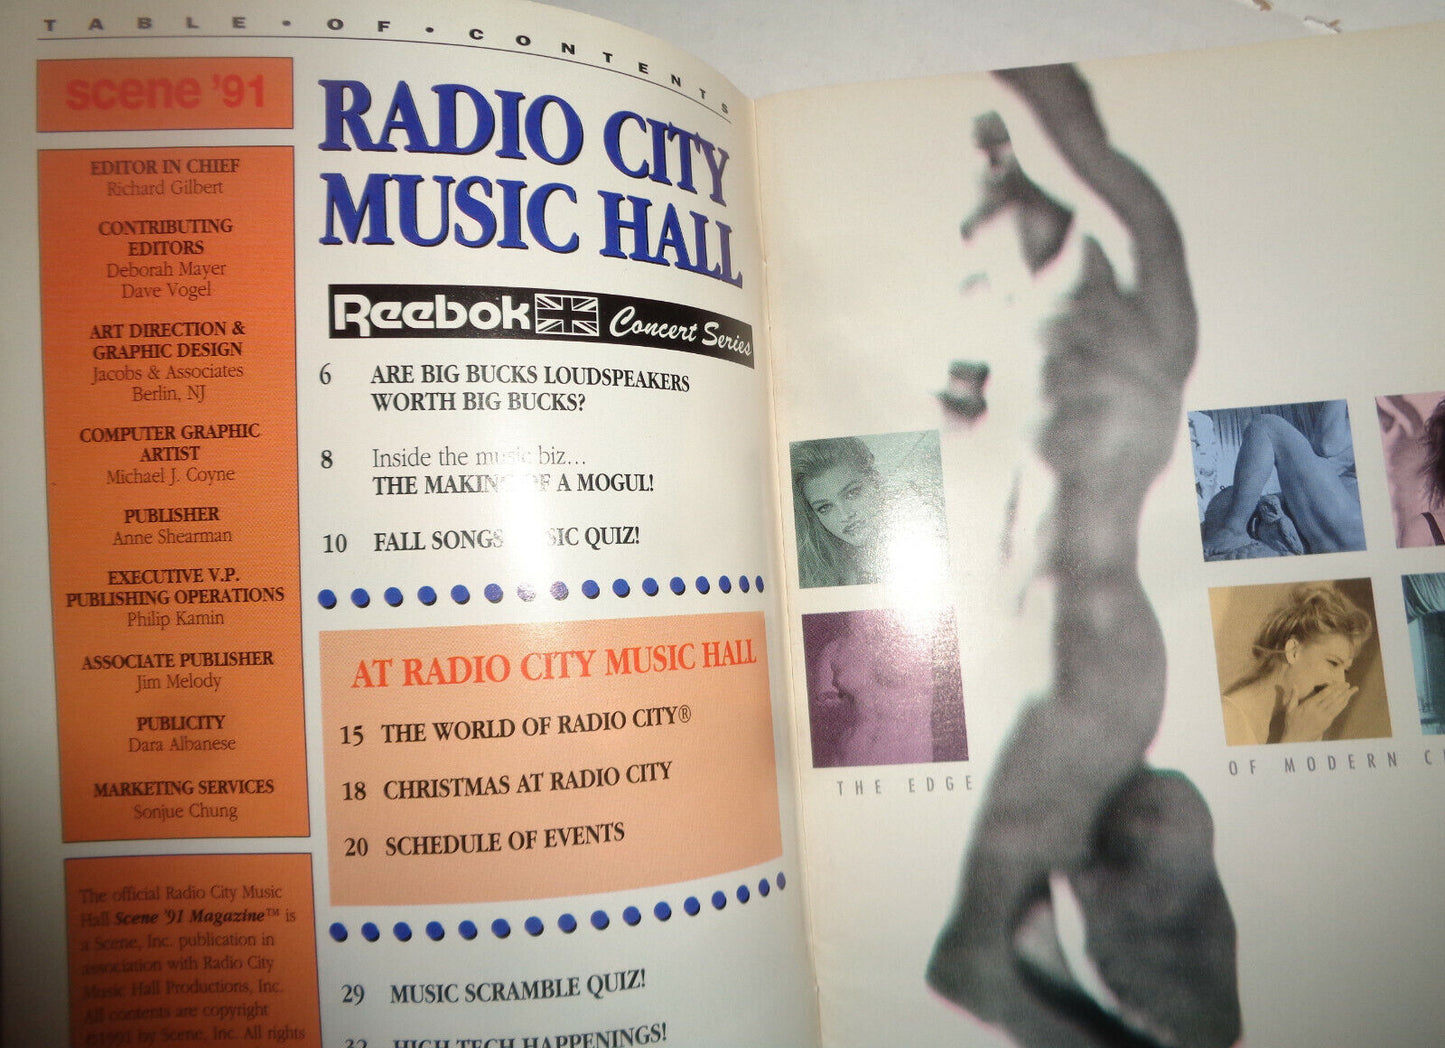 TABLE • OF • CONTENTS
scene '91
EDITOR IN CHIEF
Richard Gilbert
CONTRIBUTING
EDITORS
Deborah Mayer
Dave Vogel
ART DIRECTION &
GRAPHIC DESIGN
Jacobs & Associates
Berlin, NJ
COMPUTER GRAPHIC
ARTIST
Michael J. Coyne
PUBLISHER
Anne Shearman
EXECUTIVE V.P.
PUBLISHING OPERATIONS
Philip Kamin
ASSOCIATE PUBLISHER
Jim Melody
PUBLICITY
Dara Albanese
MARKETING SERVICES
Sonjue Chung
The official Radio City Music
Hall Scene '91 Magazine™ is
a Scene, Inc. publication in
association with Radio City
Music Hall Productions, Inc.
All contents are copyright
©1991 by Scene, Inc. All rights
RADIO CITY
MUSIC HALL
Reebok Concert Series
6 ARE BIG BUCKS LOUDSPEAKERS
WORTH BIG BUCKS?
8 Inside the music biz...
THE MAKING OF A MOGUL!
10 FALL SONGS MUSIC QUIZ!
AT RADIO CITY MUSIC HALL
15 THE WORLD OF RADIO CITY®
18 CHRISTMAS AT RADIO CITY
20 SCHEDULE OF EVENTS
29 MUSIC SCRAMBLE QUIZ!
32 HIGH TECH HAPPENINGS!
THE EDGE
OF MODERN